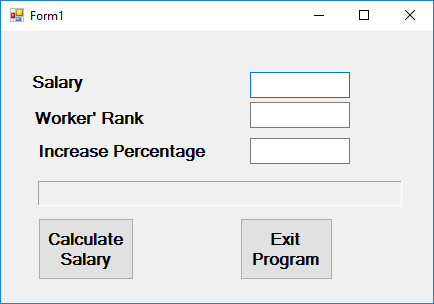 Form1
Salary
Worker' Rank
Increase Percentage
Calculate
Salary
Exit
Program